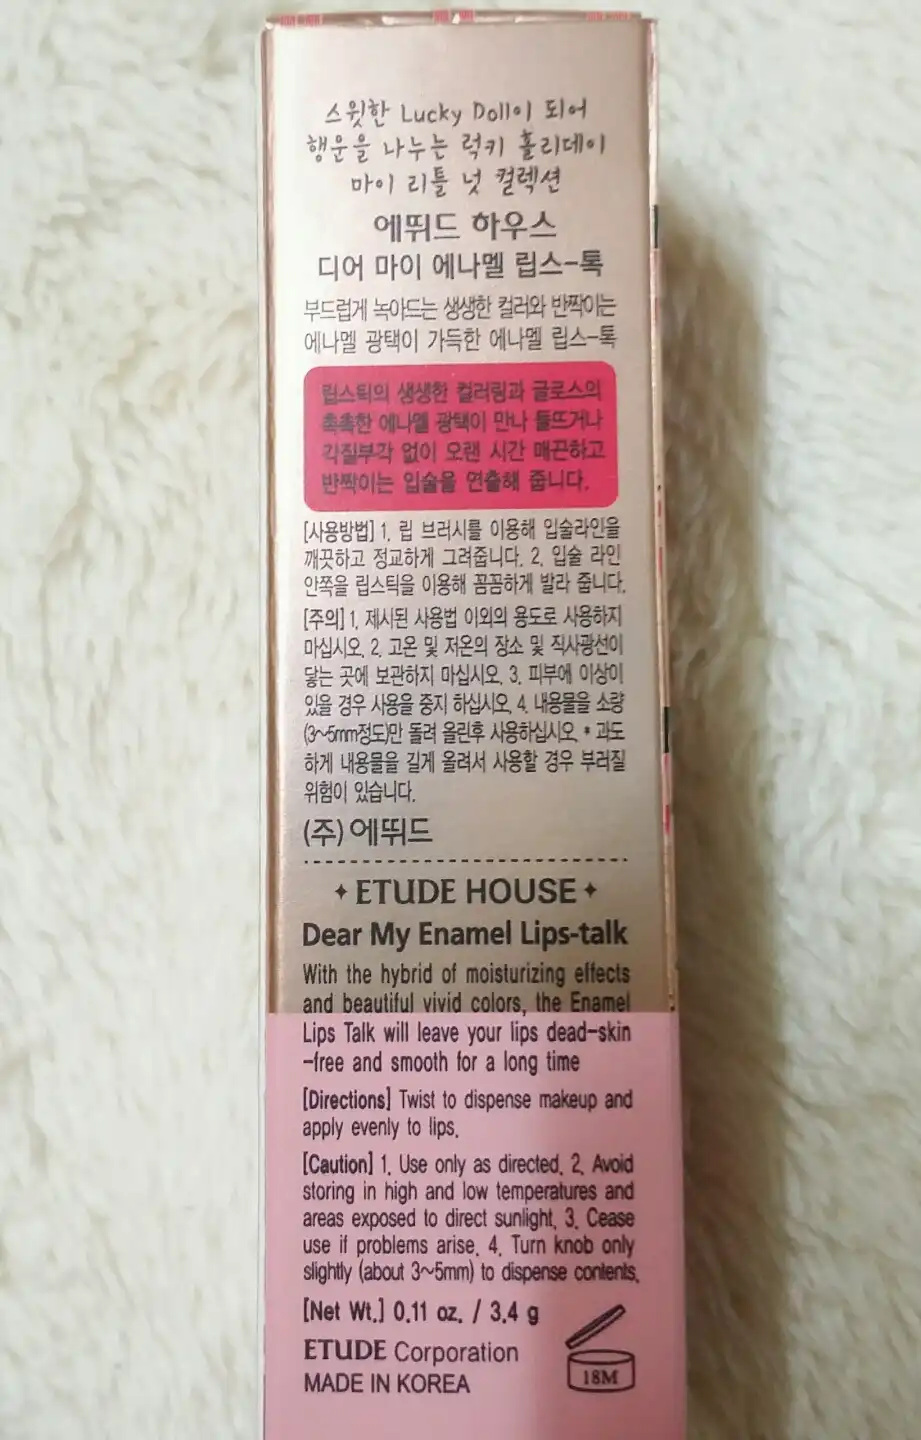 스윗한 Lucky Doll이 되어
행운을 나누는 럭키 홀리데이
마이 리틀 넛 컬렉션
에뛰드 하우스
디어 마이 에나멜 립스-톡
부드럽게 녹아드는 생생한 컬러와 반짝이는
에나멜 광택이 가득한 에나멜 립스-톡
립스틱의 생생한 컬러링과 글로스의
촉촉한 에나멜 광택이 만나 들뜨거나
각질부각 없이 오랜 시간 매끈하고
반짝이는 입술을 연출해 줍니다.
[사용방법] 1. 립 브러시를 이용해 입술라인을
깨끗하고 정교하게 그려줍니다. 2. 입술 라인
안쪽을 립스틱을 이용해 꼼꼼하게 발라 줍니다.
[주의] 1. 제시된 사용법 이외의 용도로 사용하지
마십시오. 2. 고온 및 저온의 장소 및 직사광선이
닿는 곳에 보관하지 마십시오. 3. 피부에 이상이
있을 경우 사용을 중지 하십시오. 4. 내용물을 소량
(3~5mm정도)만 돌려 올린후 사용하십시오. * 과도
하게 내용물을 길게 올려서 사용할 경우 부러질
위험이 있습니다.
(주) 에뛰드
ETUDE HOUSE
Dear My Enamel Lips-talk
With the hybrid of moisturizing effects
and beautiful vivid colors, the Enamel
Lips Talk will leave your lips dead-skin
-free and smooth for a long time
[Directions] Twist to dispense makeup and
apply evenly to lips.
[Caution] 1. Use only as directed. 2. Avoid
storing in high and low temperatures and
areas exposed to direct sunlight. 3. Cease
use if problems arise. 4. Turn knob only
slightly (about 3~5mm) to dispense contents.
[Net Wt.] 0.11 oz. / 3.4 g
ETUDE Corporation
MADE IN KOREA
18M